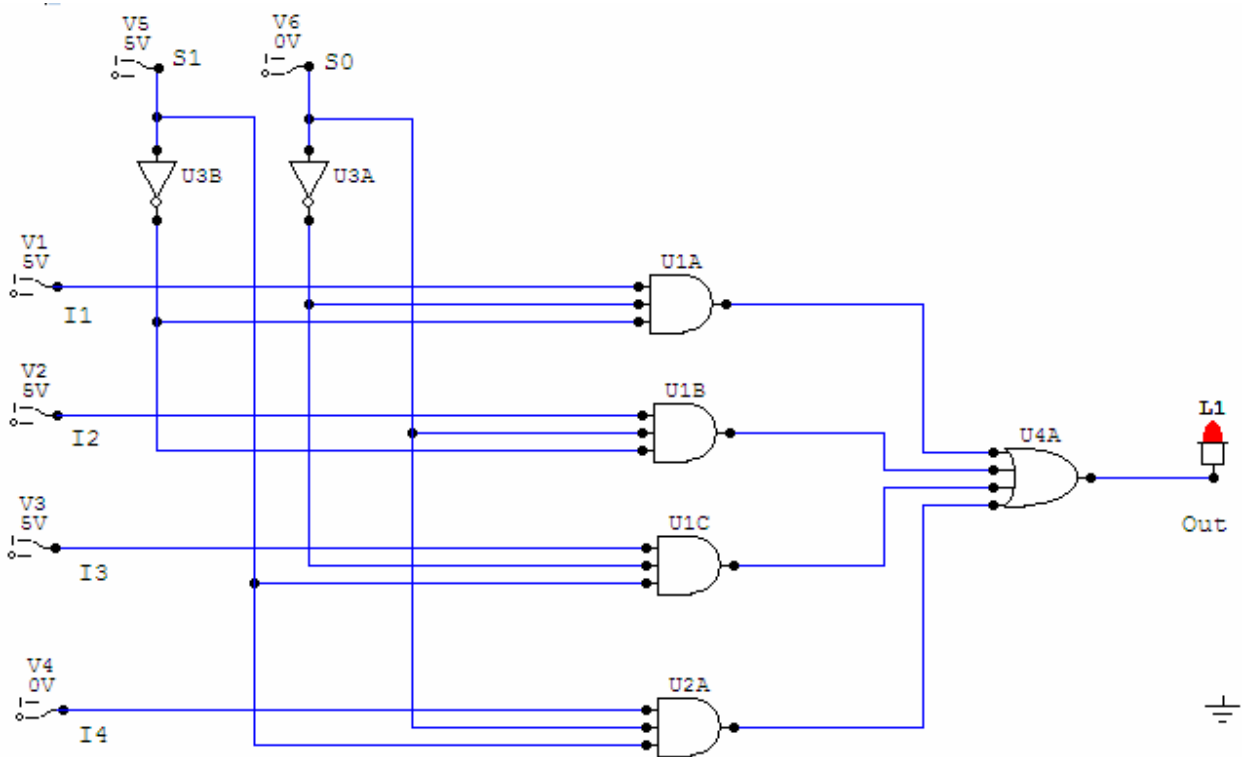 V5
5V
S1
V6
0V
S0
U3B
U3A
V1
5V
I1
U1A
V2
5V
I2
U1B
L1
U4A
V3
5V
I3
U1C
Out
V4
0V
I4
U2A